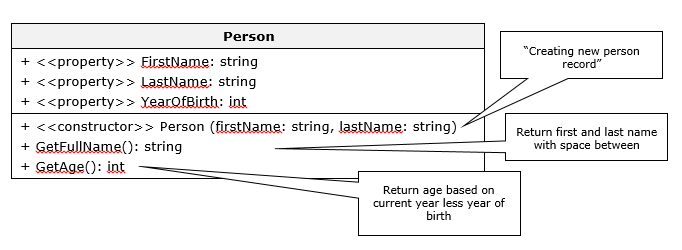 Person
+ <<property>> FirstName: string
+ <<property>> LastName: string
+ <<property>> YearOfBirth: int
+ <<constructor>> Person (firstName: string, lastName: string)
+ GetFullName(): string
+ GetAge(): int
“Creating new person
record”
Return first and last name
with space between
Return age based on
current year less year of
birth